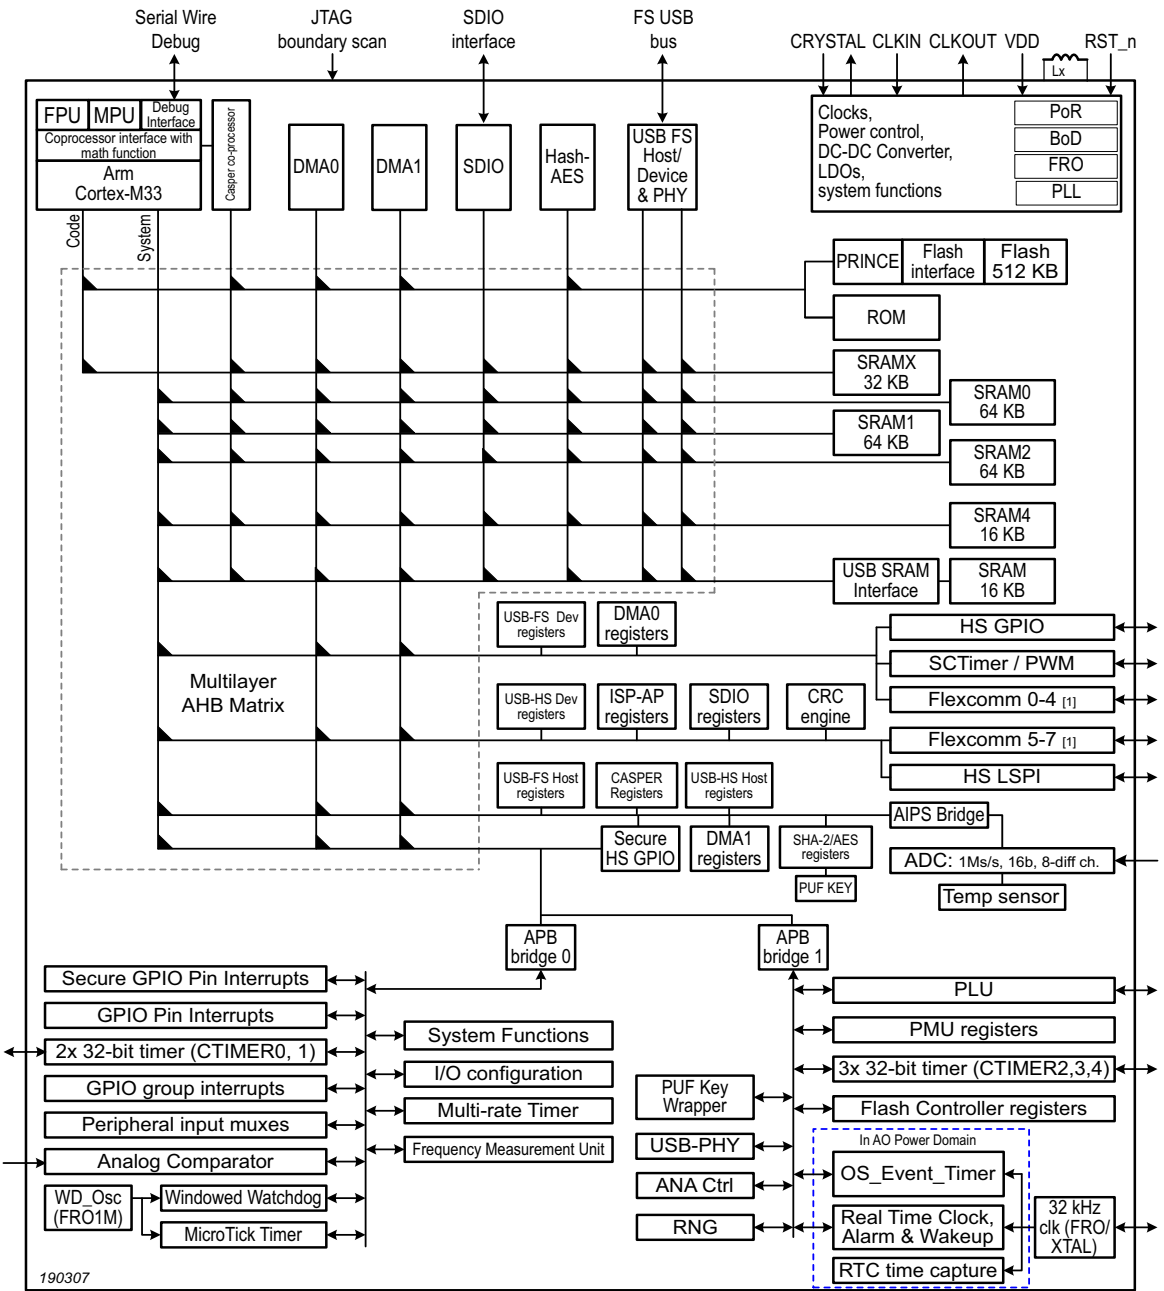 Serial Wire
Debug
JTAG
boundary scan
SDIO
interface
FS USB
bus
CRYSTAL CLKIN CLKOUT VDD
RST_n
Lx
FPU
MPU
Debug
Interface
Coprocessor interface with
math function
Arm
Cortex-M33
Casper co-processor
DMA0
DMA1
SDIO
Hash-
AES
USB FS
Host/
Device
& PHY
Clocks,
Power control,
DC-DC Converter,
LDOs,
system functions
PoR
BoD
FRO
PLL
Code
System
PRINCE
Flash
interface
Flash
512 KB
ROM
SRAMX
32 KB
SRAM0
64 KB
SRAM1
64 KB
SRAM2
64 KB
SRAM4
16 KB
USB SRAM
Interface
SRAM
16 KB
USB-FS Dev
registers
DMA0
registers
HS GPIO
SCTimer / PWM
Flexcomm 0-4 [1]
Multilayer
AHB Matrix
USB-HS Dev
registers
ISP-AP
registers
SDIO
registers
CRC
engine
Flexcomm 5-7 [1]
HS LSPI
USB-FS Host
registers
CASPER
Registers
USB-HS Host
registers
AIPS Bridge
Secure
HS GPIO
DMA1
registers
SHA-2/AES
registers
PUF KEY
ADC: 1Ms/s, 16b, 8-diff ch.
Temp sensor
APB
bridge 0
APB
bridge 1
Secure GPIO Pin Interrupts
GPIO Pin Interrupts
2x 32-bit timer (CTIMER0, 1)
GPIO group interrupts
Peripheral input muxes
Analog Comparator
WD_Osc
(FRO1M)
Windowed Watchdog
MicroTick Timer
System Functions
I/O configuration
Multi-rate Timer
Frequency Measurement Unit
PUF Key
Wrapper
USB-PHY
ANA Ctrl
RNG
PLU
PMU registers
3x 32-bit timer (CTIMER2,3,4)
Flash Controller registers
In AO Power Domain
OS_Event_Timer
Real Time Clock,
Alarm & Wakeup
RTC time capture
32 kHz
clk (FRO/
XTAL)
190307